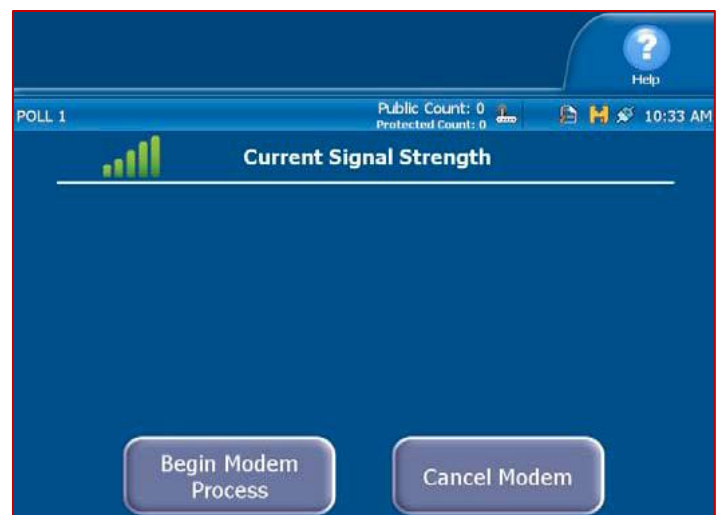 ?
Help
POLL 1
Public Count: 0
Protected Count: 0
10:33 AM
Current Signal Strength
Begin Modem
Process
Cancel Modem